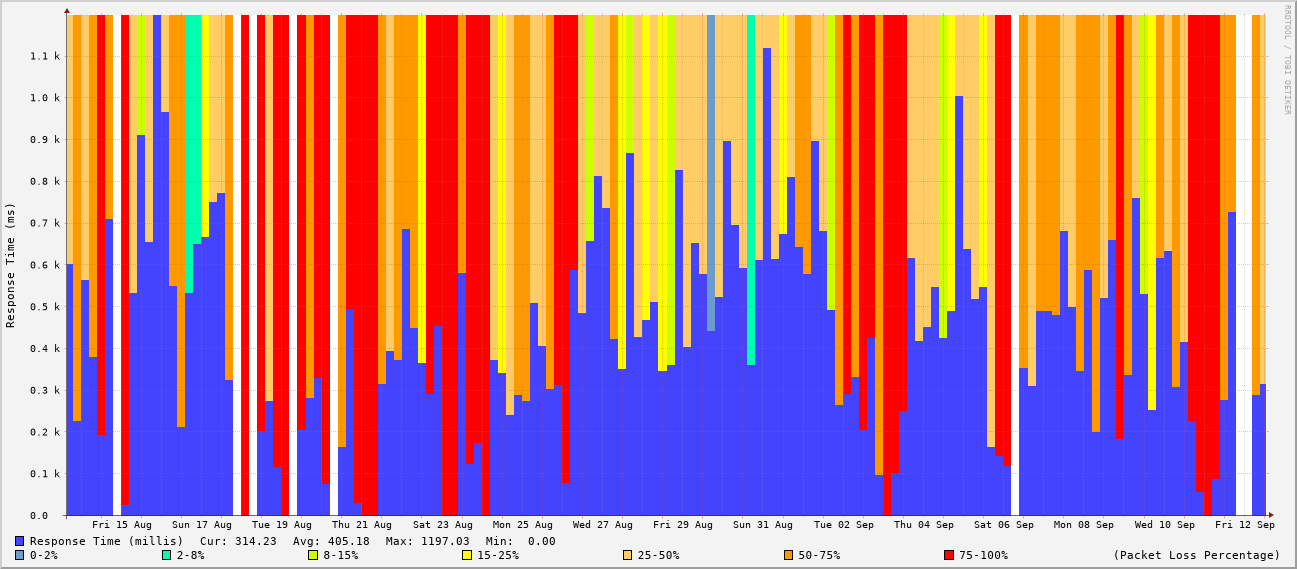 RRDTOOL / TOBI OETIKER
Response Time (ms)
1.1 k
1.0 k
0.9 k
0.8 k
0.7 k
0.6 k
0.5 k
0.4 k
0.3 k
0.2 k
0.1 k
0.0
Fri 15 Aug Sun 17 Aug Tue 19 Aug Thu 21 Aug Sat 23 Aug Mon 25 Aug Wed 27 Aug Fri 29 Aug Sun 31 Aug Tue 02 Sep Thu 04 Sep Sat 06 Sep Mon 08 Sep Wed 10 Sep Fri 12 Sep
Response Time (millis) Cur: 314.23 Avg: 405.18 Max: 1197.03 Min: 0.00
0-2% 2-8% 8-15% 15-25% 25-50% 50-75% 75-100% (Packet Loss Percentage)